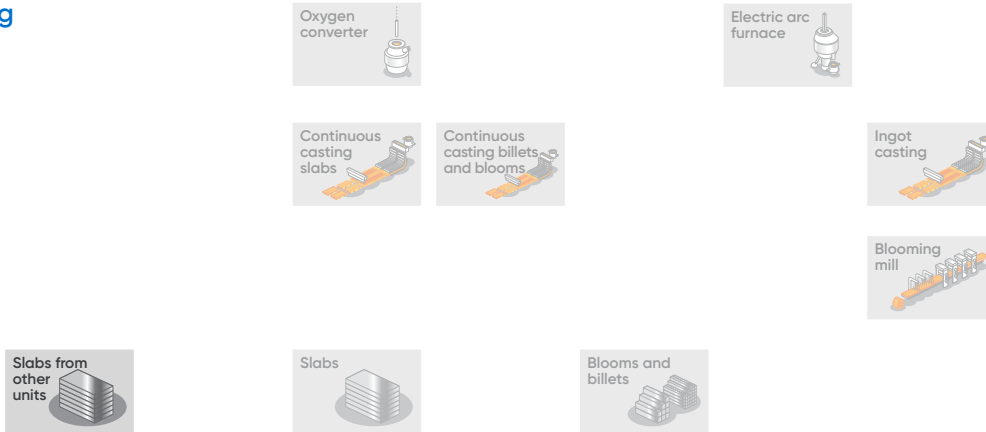 Oxygen
converter
Electric arc
furnace
Continuous
casting
slabs
Continuous
casting billets
and blooms
Ingot
casting
Blooming
mill
Slabs from
other
units
Slabs
Blooms and
billets